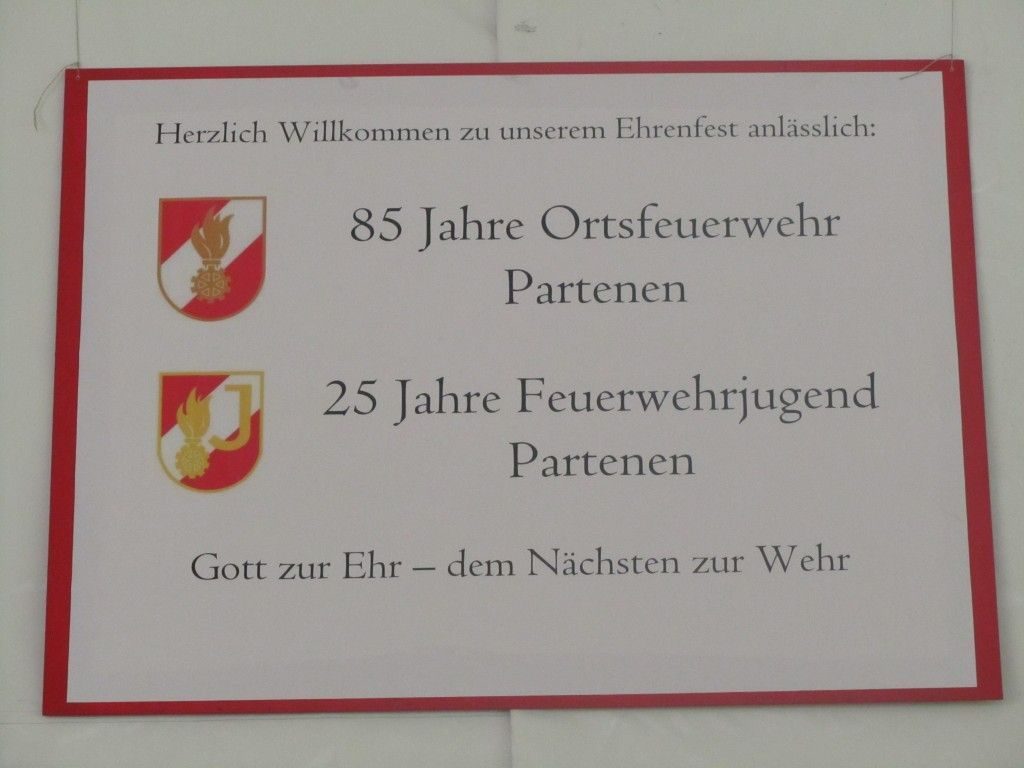 Herzlich Willkommen zu unserem Ehrenfest anlässlich:
85 Jahre Ortsfeuerwehr
Partenen
J
25 Jahre Feuerwehrjugend
Partenen
Gott zur Ehr – dem Nächsten zur Wehr